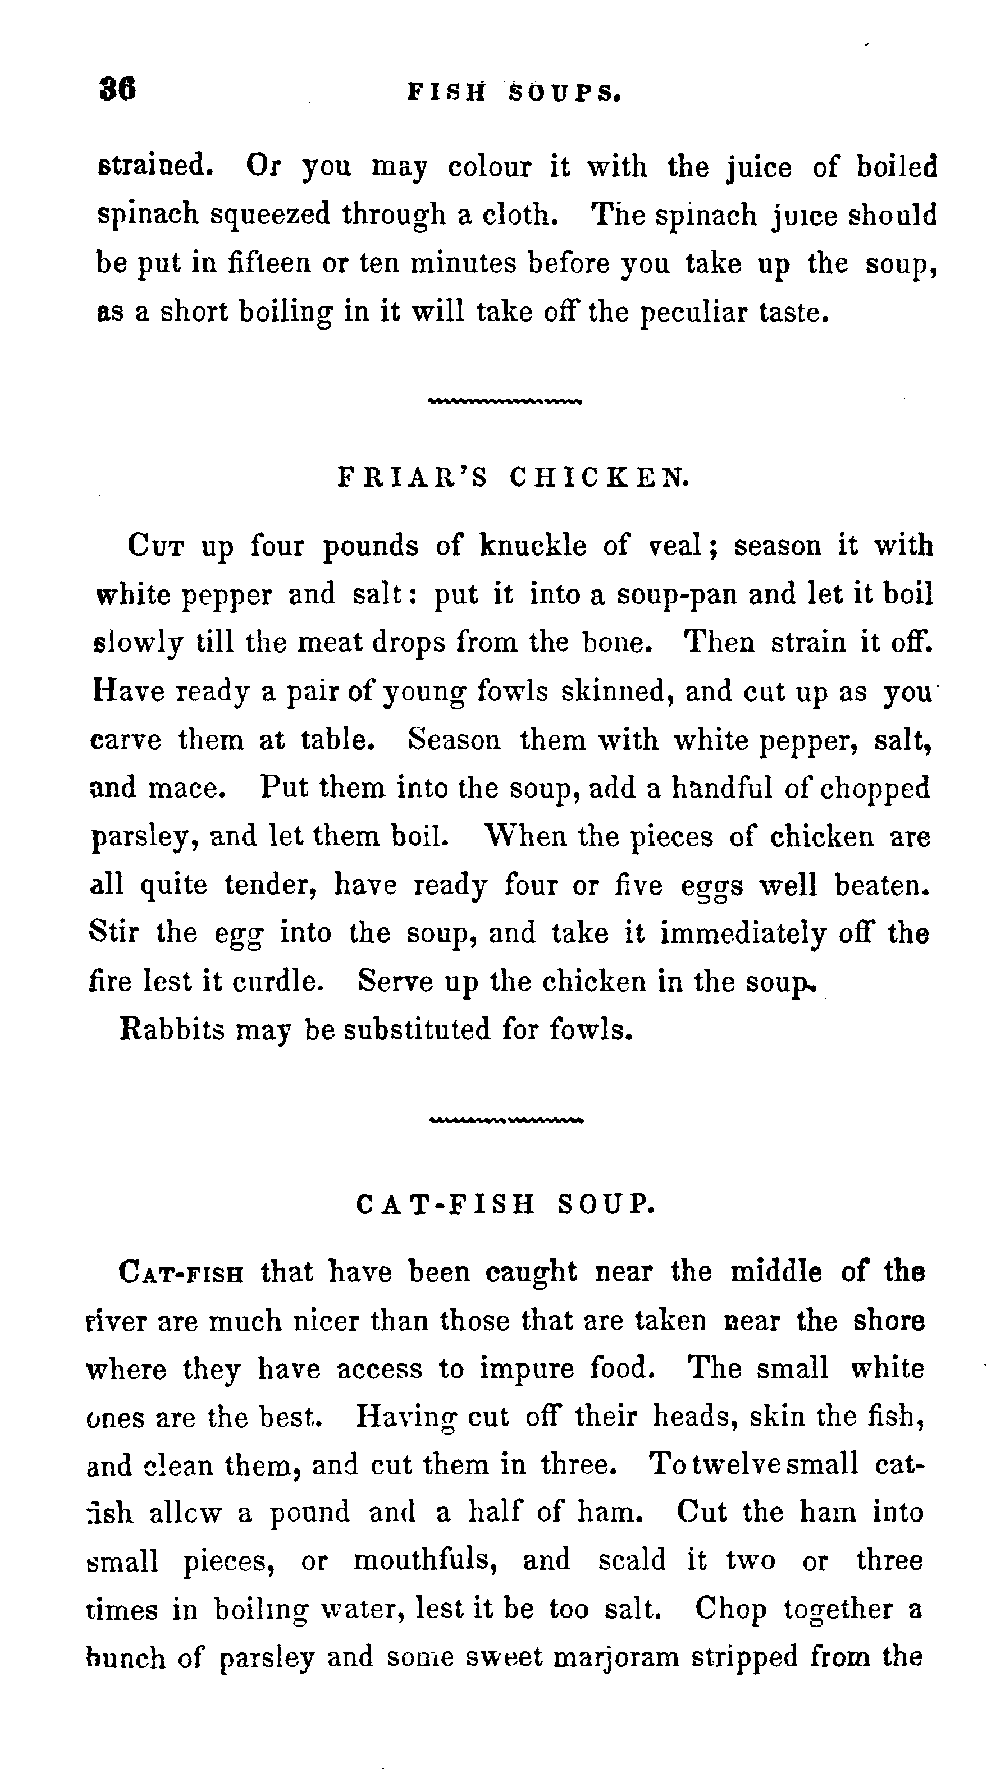 36 FISH SOUPS.
strained. Or you may colour it with the juice of boiled
spinach squeezed through a cloth. The spinach juice should
be put in fifteen or ten minutes before you take up the soup,
as a short boiling in it will take off the peculiar taste.
FRIAR'S CHICKEN.
CUT up four pounds of knuckle of veal; season it with
white pepper and salt: put it into a soup-pan and let it boil
slowly till the meat drops from the bone. Then strain it off.
Have ready a pair of young fowls skinned, and cut up as you
carve them at table. Season them with white pepper, salt,
and mace. Put them into the soup, add a handful of chopped
parsley, and let them boil. When the pieces of chicken are
all quite tender, have ready four or five eggs well beaten.
Stir the egg into the soup, and take it immediately off the
fire lest it curdle. Serve up the chicken in the soup.
Rabbits may be substituted for fowls.
CAT-FISH SOUP.
CAT-FISH that have been caught near the middle of the
river are much nicer than those that are taken near the shore
where they have access to impure food. The small white
ones are the best. Having cut off their heads, skin the fish,
and clean them, and cut them in three. To twelve small cat-
fish allow a pound and a half of ham. Cut the ham into
small pieces, or mouthfuls, and scald it two or three
times in boiling water, lest it be too salt. Chop together a
bunch of parsley and some sweet marjoram stripped from the